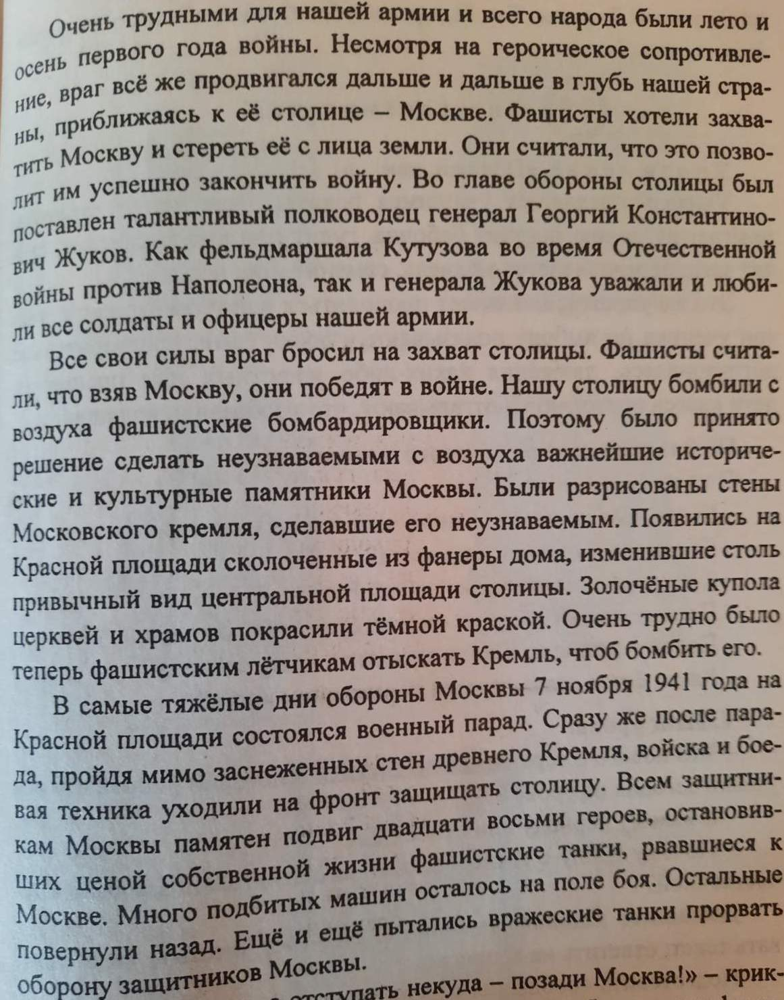 Очень трудными для нашей армии и всего народа были лето и
осень первого года войны. Несмотря на героическое сопротивле-
ние, враг всё же продвигался дальше и дальше в глубь нашей стра-
ны, приближаясь к её столице – Москве. Фашисты хотели захва-
тить Москву и стереть её с лица земли. Они считали, что это позво-
лит им успешно закончить войну. Во главе обороны столицы был
поставлен талантливый полководец генерал Георгий Константино-
вич Жуков. Как фельдмаршала Кутузова во время Отечественной
войны против Наполеона, так и генерала Жукова уважали и люби-
ли все солдаты и офицеры нашей армии.
Все свои силы враг бросил на захват столицы. Фашисты счита-
ли, что взяв Москву, они победят в войне. Нашу столицу бомбили с
воздуха фашистские бомбардировщики. Поэтому было принято
решение сделать неузнаваемыми с воздуха важнейшие историче-
ские и культурные памятники Москвы. Были разрисованы стены
Московского кремля, сделавшие его неузнаваемым. Появились на
Красной площади сколоченные из фанеры дома, изменившие столь
привычный вид центральной площади столицы. Золочёные купола
церквей и храмов покрасили тёмной краской. Очень трудно было
теперь фашистским лётчикам отыскать Кремль, чтоб бомбить его.
В самые тяжёлые дни обороны Москвы 7 ноября 1941 года на
Красной площади состоялся военный парад. Сразу же после пара-
да, пройдя мимо заснеженных стен древнего Кремля, войска и бое-
вая техника уходили на фронт защищать столицу. Всем защитни-
кам Москвы памятен подвиг двадцати восьми героев, остановив-
ших ценой собственной жизни фашистские танки, рвавшиеся к
Москве. Много подбитых машин осталось на поле боя. Остальные
повернули назад. Ещё и ещё пытались вражеские танки прорвать
оборону защитников Москвы.
отступать некуда – позади Москва!» – крик-